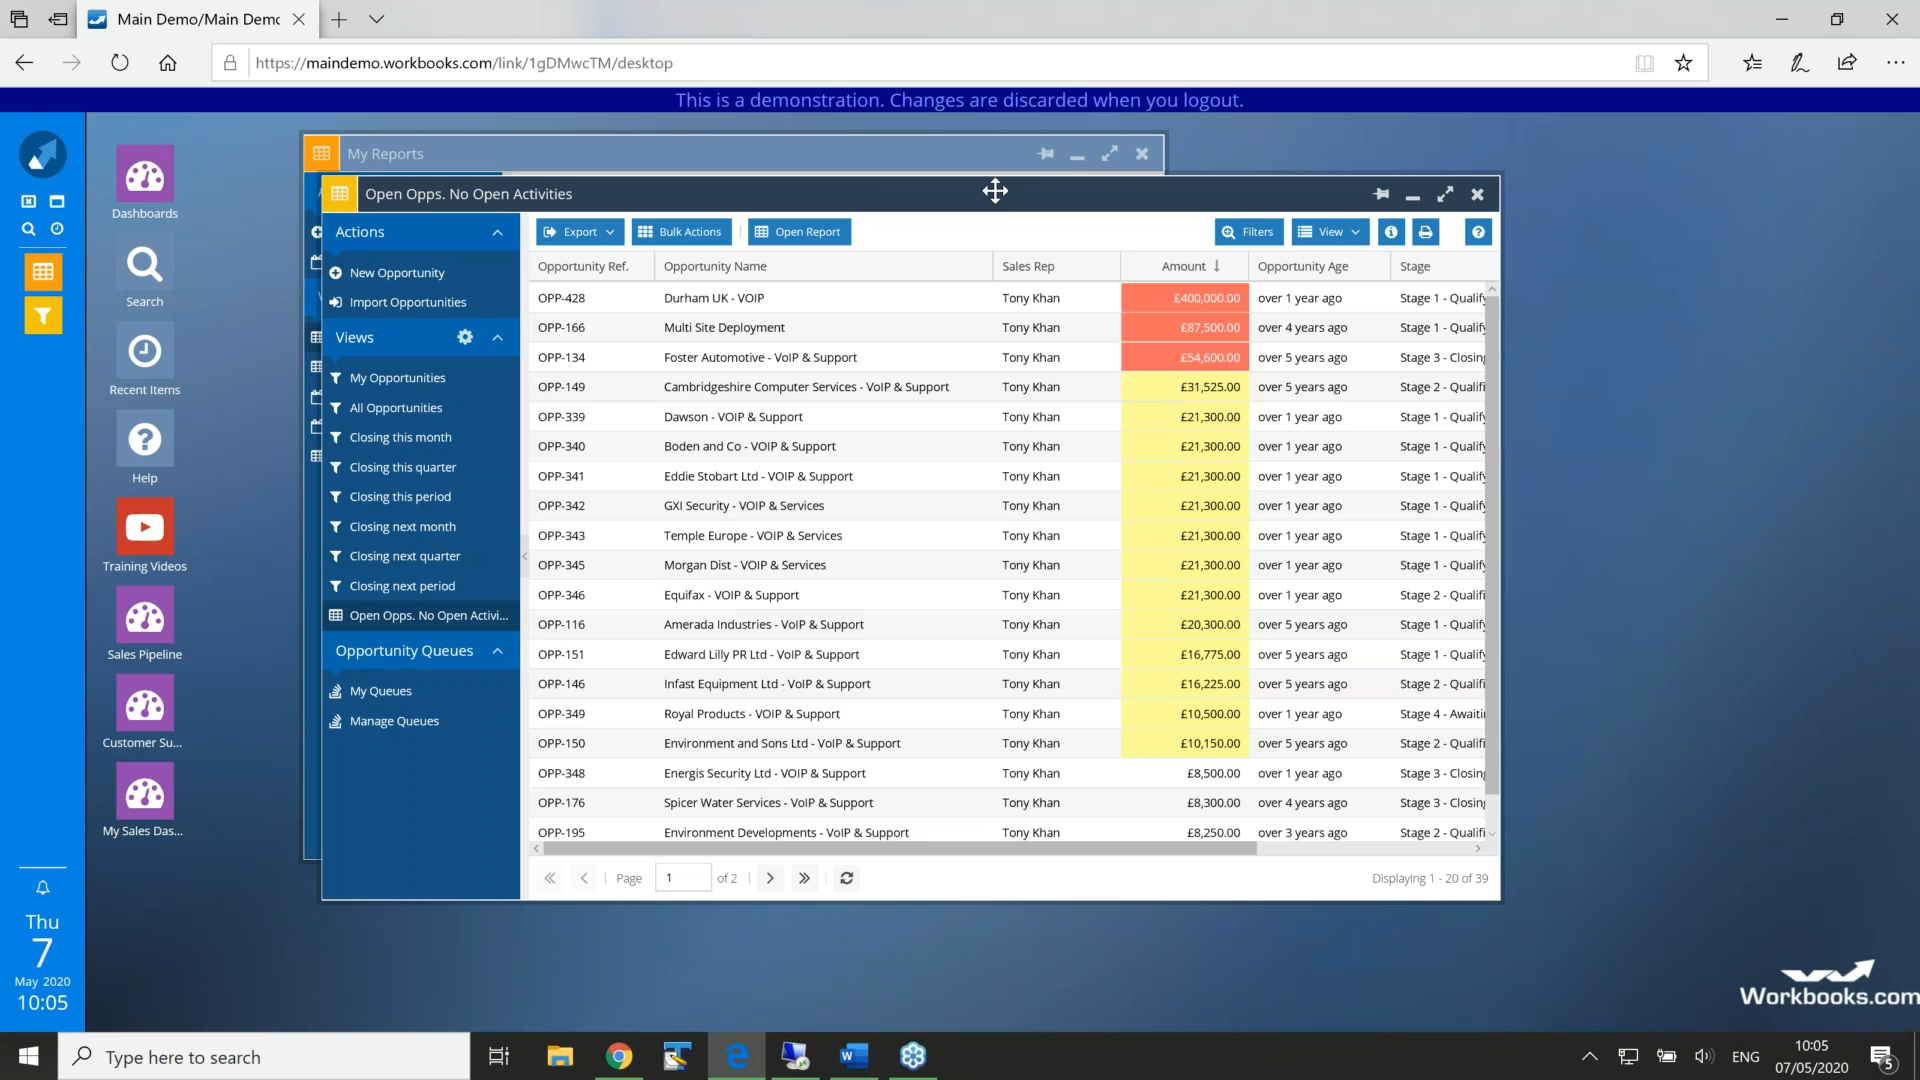 Main Demo/Main Demo
https://maindemo.workbooks.com/link/1gDMwcTM/desktop
This is a demonstration. Changes are discarded when you logout.
My Reports
Open Opps. No Open Activities
Actions
Export
Bulk Actions
Open Report
Filters
View
New Opportunity
Import Opportunities
Views
My Opportunities
All Opportunities
Closing this month
Closing this quarter
Closing this period
Closing next month
Closing next quarter
Closing next period
Open Opps. No Open Activi...
Opportunity Queues
My Queues
Manage Queues
Opportunity Ref. Opportunity Name Sales Rep Amount Opportunity Age Stage
OPP-428 Durham UK - VOIP Tony Khan £400,000.00 over 1 year ago Stage 1 - Qualify
OPP-166 Multi Site Deployment Tony Khan £87,500.00 over 4 years ago Stage 1 - Qualify
OPP-134 Foster Automotive - VoIP & Support Tony Khan £54,600.00 over 5 years ago Stage 3 - Closing
OPP-149 Cambridgeshire Computer Services - VoIP & Support Tony Khan £31,525.00 over 5 years ago Stage 2 - Qualifi
OPP-339 Dawson - VOIP & Support Tony Khan £21,300.00 over 1 year ago Stage 1 - Qualify
OPP-340 Boden and Co - VOIP & Support Tony Khan £21,300.00 over 1 year ago Stage 1 - Qualify
OPP-341 Eddie Stobart Ltd - VOIP & Support Tony Khan £21,300.00 over 1 year ago Stage 1 - Qualify
OPP-342 GXI Security - VOIP & Services Tony Khan £21,300.00 over 1 year ago Stage 1 - Qualify
OPP-343 Temple Europe - VOIP & Services Tony Khan £21,300.00 over 1 year ago Stage 1 - Qualify
OPP-345 Morgan Dist - VOIP & Services Tony Khan £21,300.00 over 1 year ago Stage 1 - Qualify
OPP-346 Equifax - VOIP & Support Tony Khan £21,300.00 over 1 year ago Stage 2 - Qualifi
OPP-116 Amerada Industries - VoIP & Support Tony Khan £20,300.00 over 5 years ago Stage 1 - Qualify
OPP-151 Edward Lilly PR Ltd - VoIP & Support Tony Khan £16,775.00 over 5 years ago Stage 1 - Qualify
OPP-146 Infast Equipment Ltd - VoIP & Support Tony Khan £16,225.00 over 5 years ago Stage 2 - Qualifi
OPP-349 Royal Products - VOIP & Support Tony Khan £10,500.00 over 1 year ago Stage 4 - Awaiti
OPP-150 Environment and Sons Ltd - VoIP & Support Tony Khan £10,150.00 over 5 years ago Stage 2 - Qualifi
OPP-348 Energis Security Ltd - VOIP & Support Tony Khan £8,500.00 over 1 year ago Stage 3 - Closing
OPP-176 Spicer Water Services - VoIP & Support Tony Khan £8,300.00 over 4 years ago Stage 3 - Closing
OPP-195 Environment Developments - VoIP & Support Tony Khan £8,250.00 over 3 years ago Stage 2 - Qualifi
Page 1 of 2
Displaying 1 - 20 of 39
Dashboards
Search
Recent Items
Help
Training Videos
Sales Pipeline
Customer Su...
My Sales Das...
Thu
7
May 2020
10:05
Workbooks.com
Type here to search
ENG
10:05
07/05/2020
5